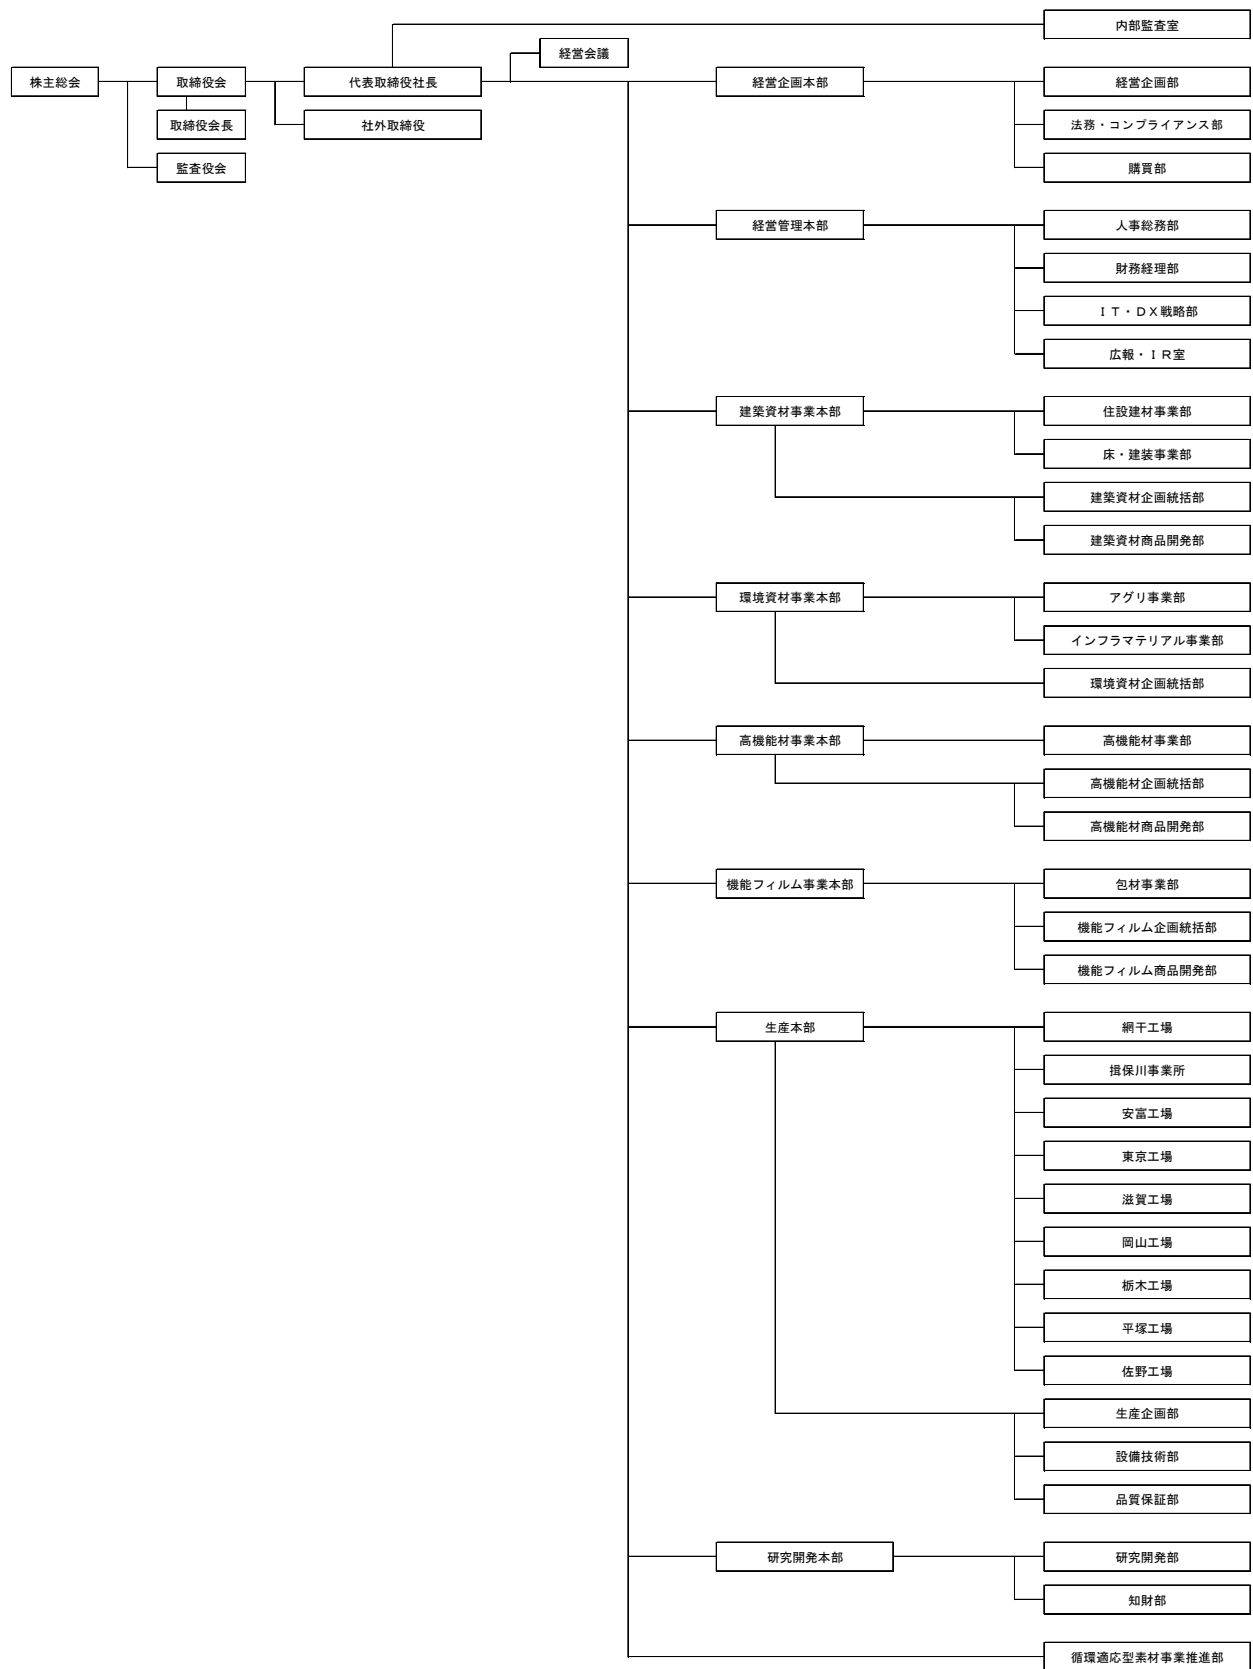 内部監査室
経営会議
株主総会
取締役会
代表取締役社長
経営企画本部
経営企画部
取締役会長
社外取締役
法務・コンプライアンス部
監査役会
購買部
経営管理本部
人事総務部
財務経理部
ＩＴ・ＤＸ戦略部
広報・ＩＲ室
建築資材事業本部
住設建材事業部
床・建装事業部
建築資材企画統括部
建築資材商品開発部
環境資材事業本部
アグリ事業部
インフラマテリアル事業部
環境資材企画統括部
高機能材事業本部
高機能材事業部
高機能材企画統括部
高機能材商品開発部
機能フィルム事業本部
包材事業部
機能フィルム企画統括部
機能フィルム商品開発部
生産本部
網干工場
揖保川事業所
安富工場
東京工場
滋賀工場
岡山工場
栃木工場
平塚工場
佐野工場
生産企画部
設備技術部
品質保証部
研究開発本部
研究開発部
知財部
循環適応型素材事業推進部